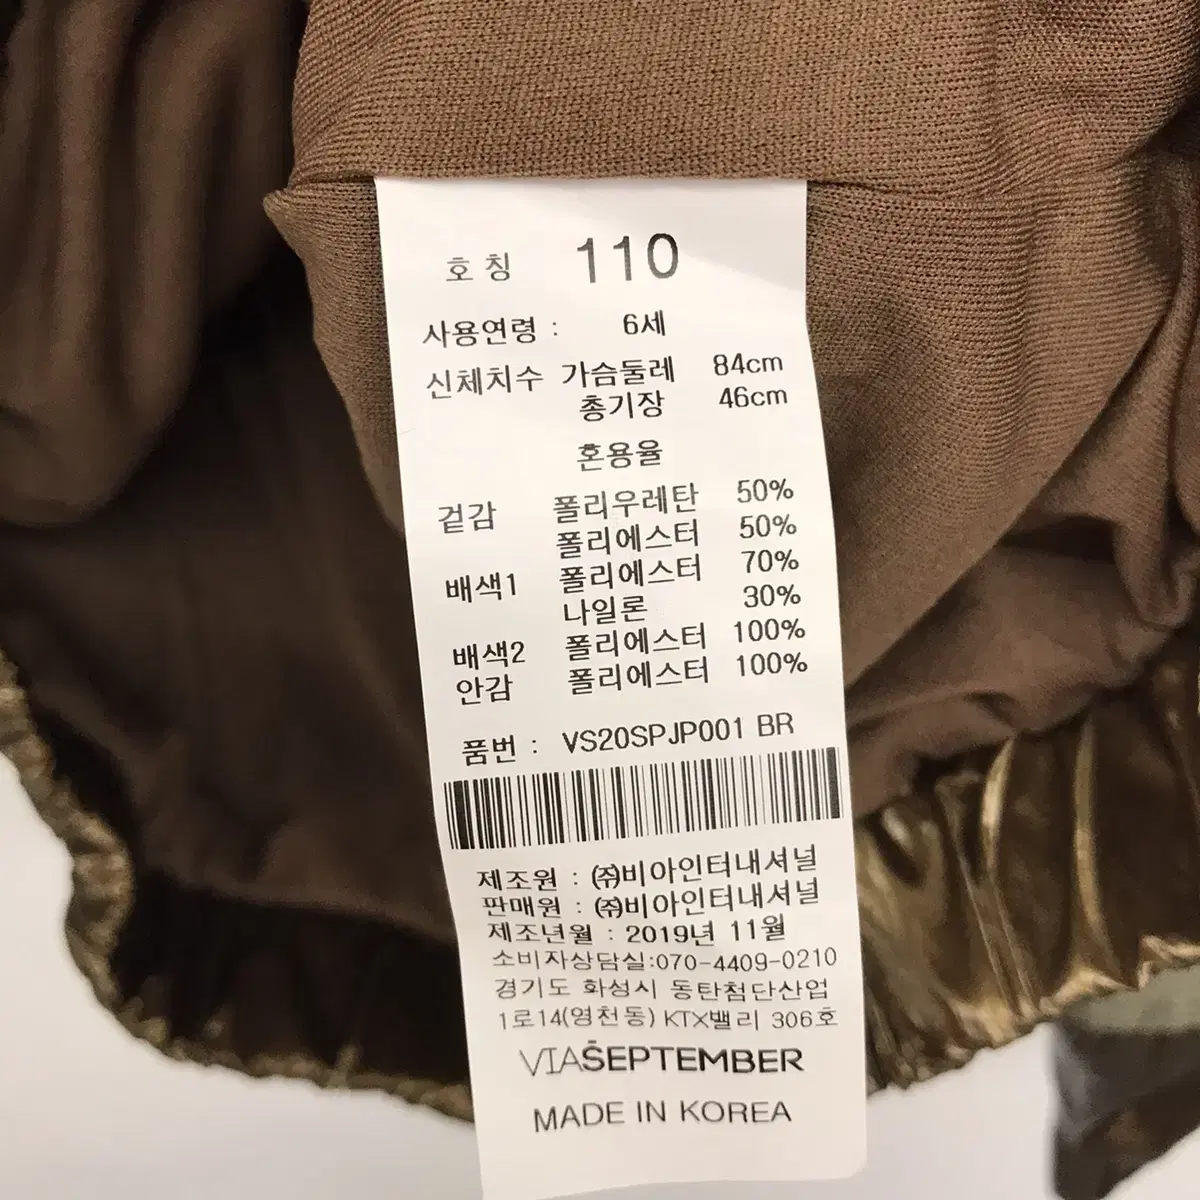 호 칭 110
사용연령 : 6세
신체치수 가슴둘레 84cm
총기장 46cm
혼용율
겉감 폴리우레탄 50%
폴리에스터 50%
배색1 폴리에스터 70%
나일론 30%
배색2 폴리에스터 100%
안감 폴리에스터 100%
품번 : VS20SPJP001 BR
제조원 : ㈜비아인터내셔널
판매원 : ㈜비아인터내셔널
제조년월 : 2019년 11월
소비자상담실:070-4409-0210
경기도 화성시 동탄첨단산업
1로14(영천동) KTX밸리 306호
VIASEPTEMBER
MADE IN KOREA